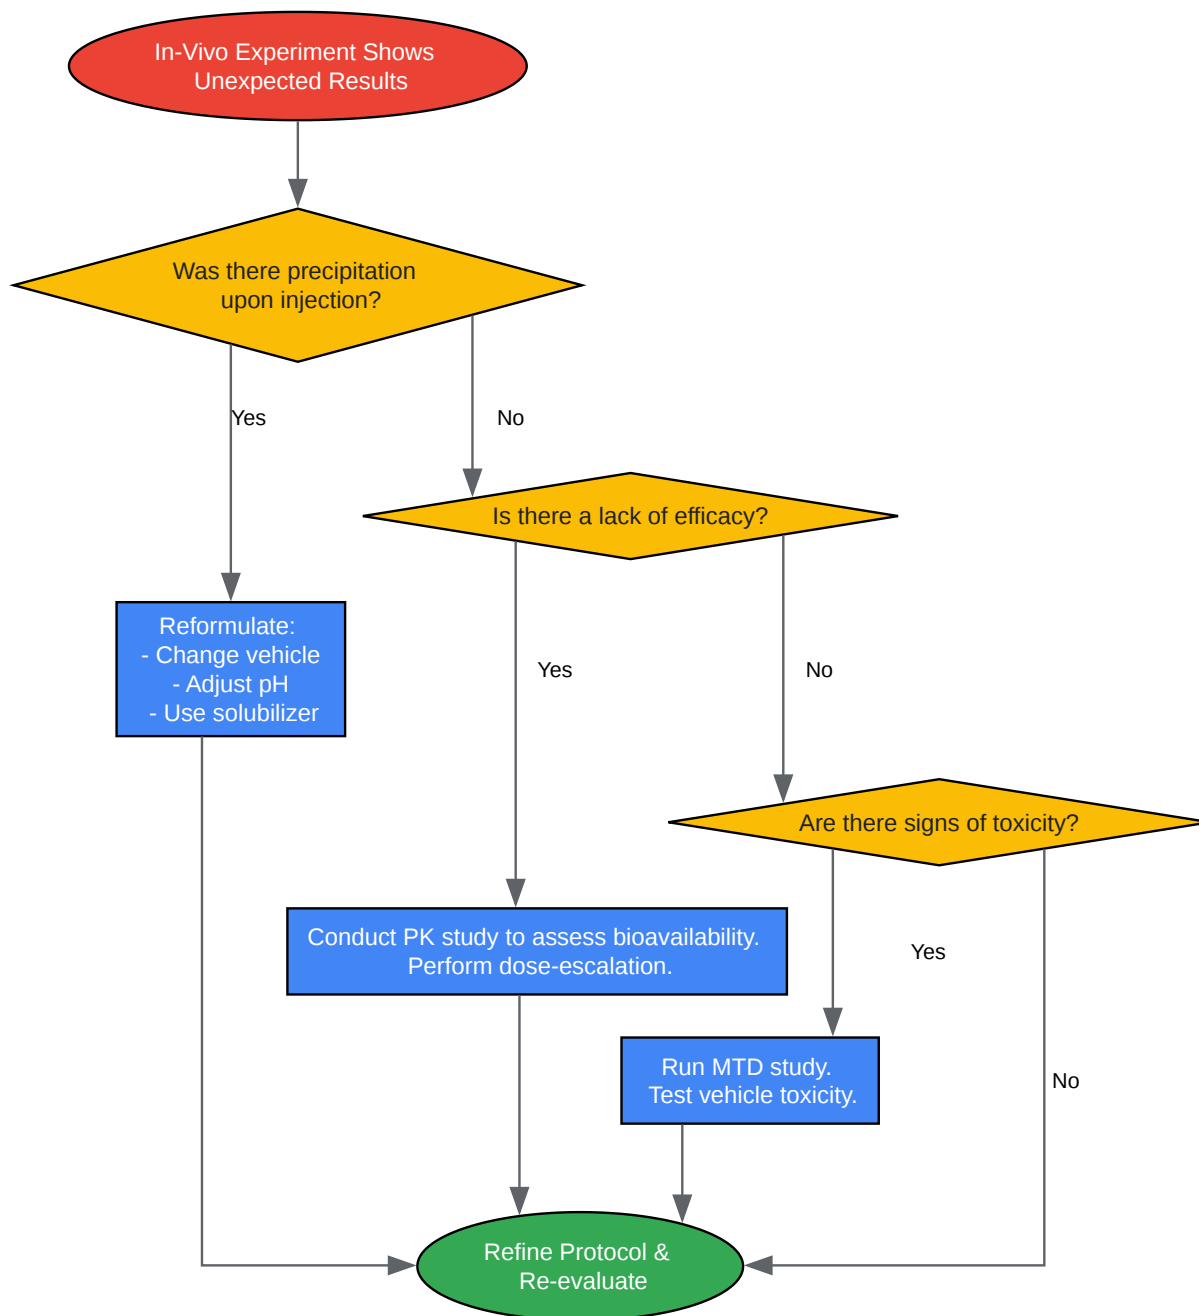 In-Vivo Experiment Shows
Unexpected Results
Was there precipitation
upon injection?
Yes
No
Is there a lack of efficacy?
Reformulate:
- Change vehicle
- Adjust pH
- Use solubilizer
Yes
No
Are there signs of toxicity?
Conduct PK study to assess bioavailability.
Perform dose-escalation.
Yes
Run MTD study.
Test vehicle toxicity.
No
Refine Protocol &
Re-evaluate